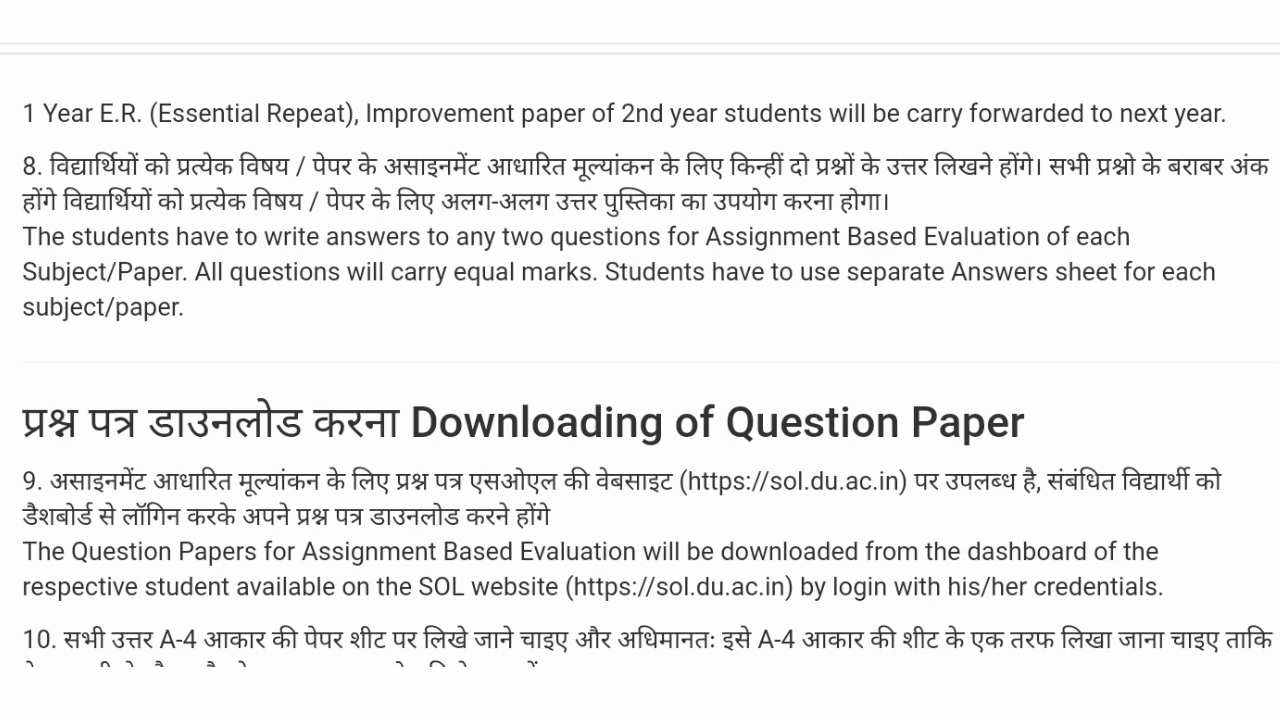 1 Year E.R. (Essential Repeat), Improvement paper of 2nd year students will be carry forwarded to next year.
8. विद्यार्थियों को प्रत्येक विषय / पेपर के असाइनमेंट आधारित मूल्यांकन के लिए किन्हीं दो प्रश्नों के उत्तर लिखने होंगे। सभी प्रश्नो के बराबर अंक
होंगे विद्यार्थियों को प्रत्येक विषय / पेपर के लिए अलग-अलग उत्तर पुस्तिका का उपयोग करना होगा।
The students have to write answers to any two questions for Assignment Based Evaluation of each
Subject/Paper. All questions will carry equal marks. Students have to use separate Answers sheet for each
subject/paper.
प्रश्न पत्र डाउनलोड करना Downloading of Question Paper
9. असाइनमेंट आधारित मूल्यांकन के लिए प्रश्न पत्र एसओएल की वेबसाइट (https://sol.du.ac.in) पर उपलब्ध है, संबंधित विद्यार्थी को
डैशबोर्ड से लॉगिन करके अपने प्रश्न पत्र डाउनलोड करने होंगे
The Question Papers for Assignment Based Evaluation will be downloaded from the dashboard of the
respective student available on the SOL website (https://sol.du.ac.in) by login with his/her credentials.
10. सभी उत्तर A-4 आकार की पेपर शीट पर लिखे जाने चाइए और अधिमानतः इसे A-4 आकार की शीट के एक तरफ लिखा जाना चाइए ताकि